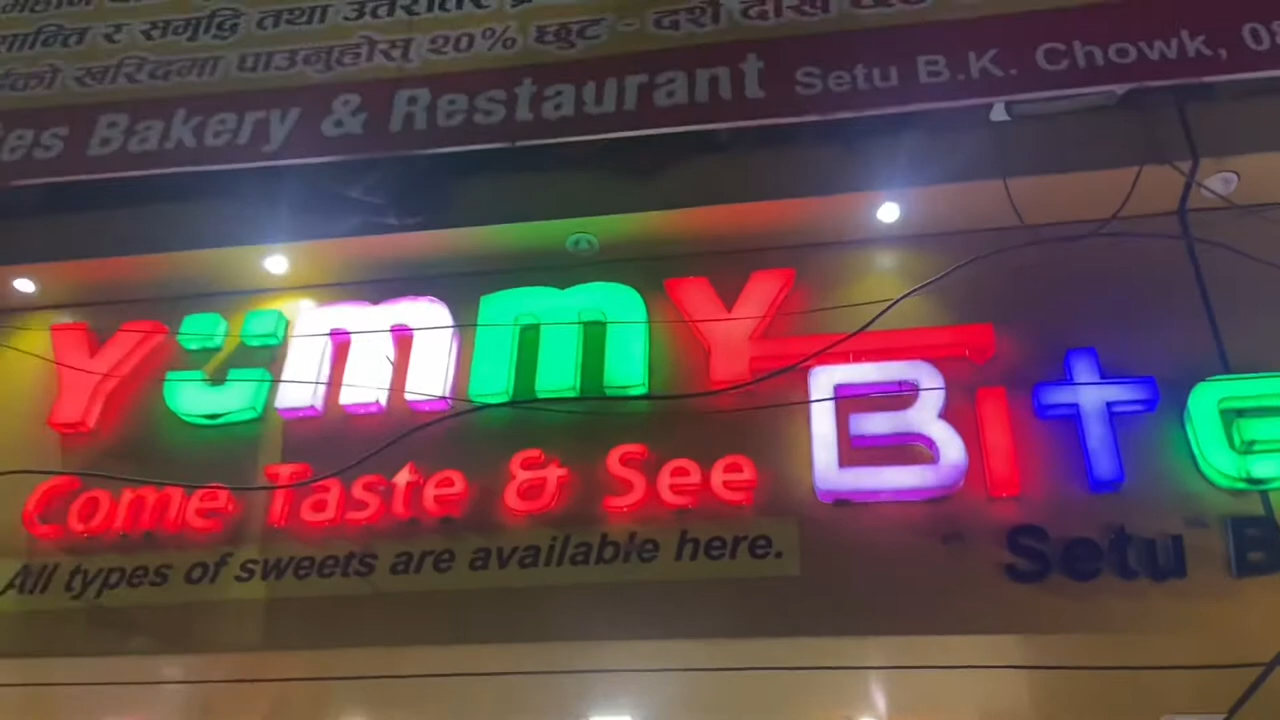 शान्ति र समृद्धि तथा उत्तरोत्तर
को खरिदमा पाउनुहोस् 20% छुट - दशै देखि
es Bakery & Restaurant Setu B.K. Chowk,
Yummy
Bite
Come Taste & See
All types of sweets are available here.
Setu B